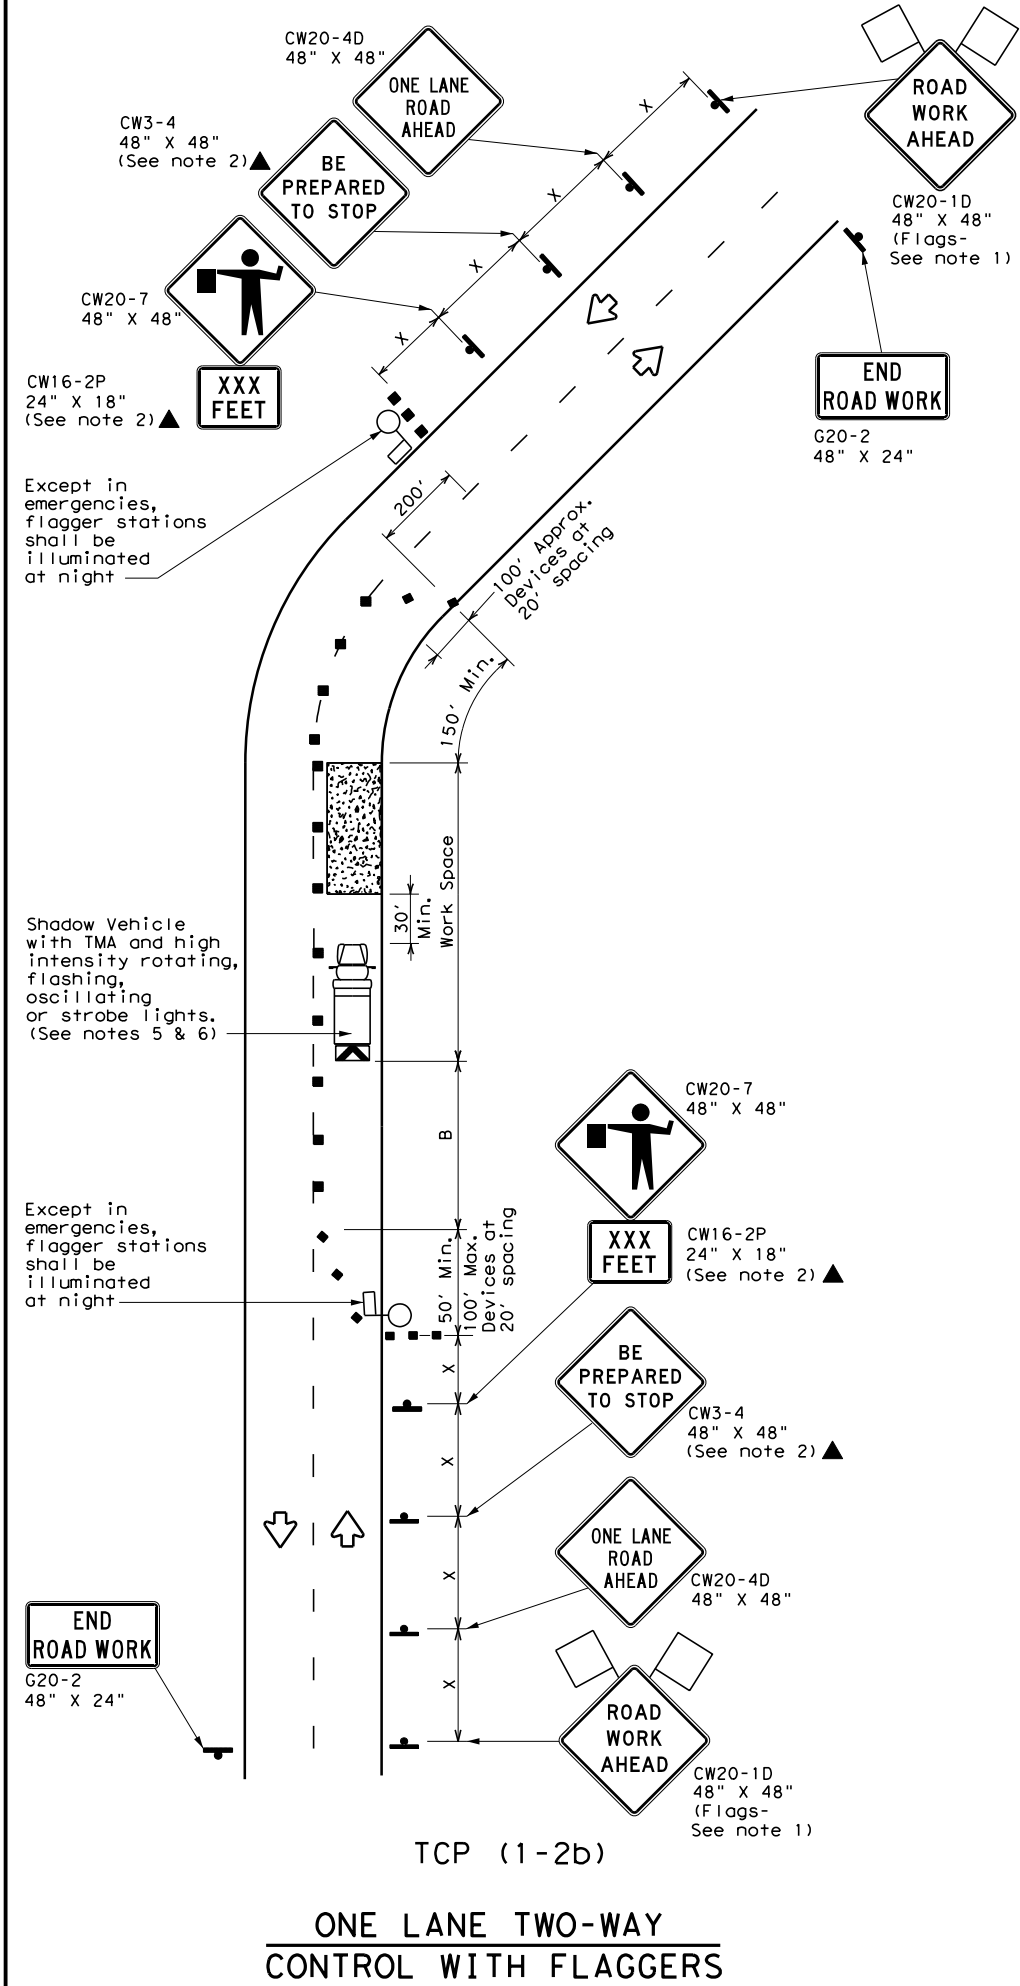 CW20-4D
48" X 48"
ONE LANE
ROAD
AHEAD
ROAD
WORK
AHEAD
CW20-1D
48" X 48"
(Flags-
See note 1)
CW3-4
48" X 48"
(See note 2)
BE
PREPARED
TO STOP
X
X
X
X
CW20-7
48" X 48"
CW16-2P
24" X 18"
(See note 2)
XXX
FEET
END
ROAD WORK
G20-2
48" X 24"
Except in
emergencies,
flagger stations
shall be
illuminated
at night
200'
100' Approx.
Devices at
20' spacing
150' Min.
Work Space
30'
Min.
Shadow Vehicle
with TMA and high
intensity rotating,
flashing,
oscillating
or strobe lights.
(See notes 5 & 6)
B
CW20-7
48" X 48"
XXX
FEET
CW16-2P
24" X 18"
(See note 2)
Except in
emergencies,
flagger stations
shall be
illuminated
at night
50' Min.
100' Max.
Devices at
20' spacing
X
BE
PREPARED
TO STOP
CW3-4
48" X 48"
(See note 2)
X
ONE LANE
ROAD
AHEAD
CW20-4D
48" X 48"
X
END
ROAD WORK
G20-2
48" X 24"
X
ROAD
WORK
AHEAD
CW20-1D
48" X 48"
(Flags-
See note 1)
TCP (1-2b)
ONE LANE TWO-WAY
CONTROL WITH FLAGGERS